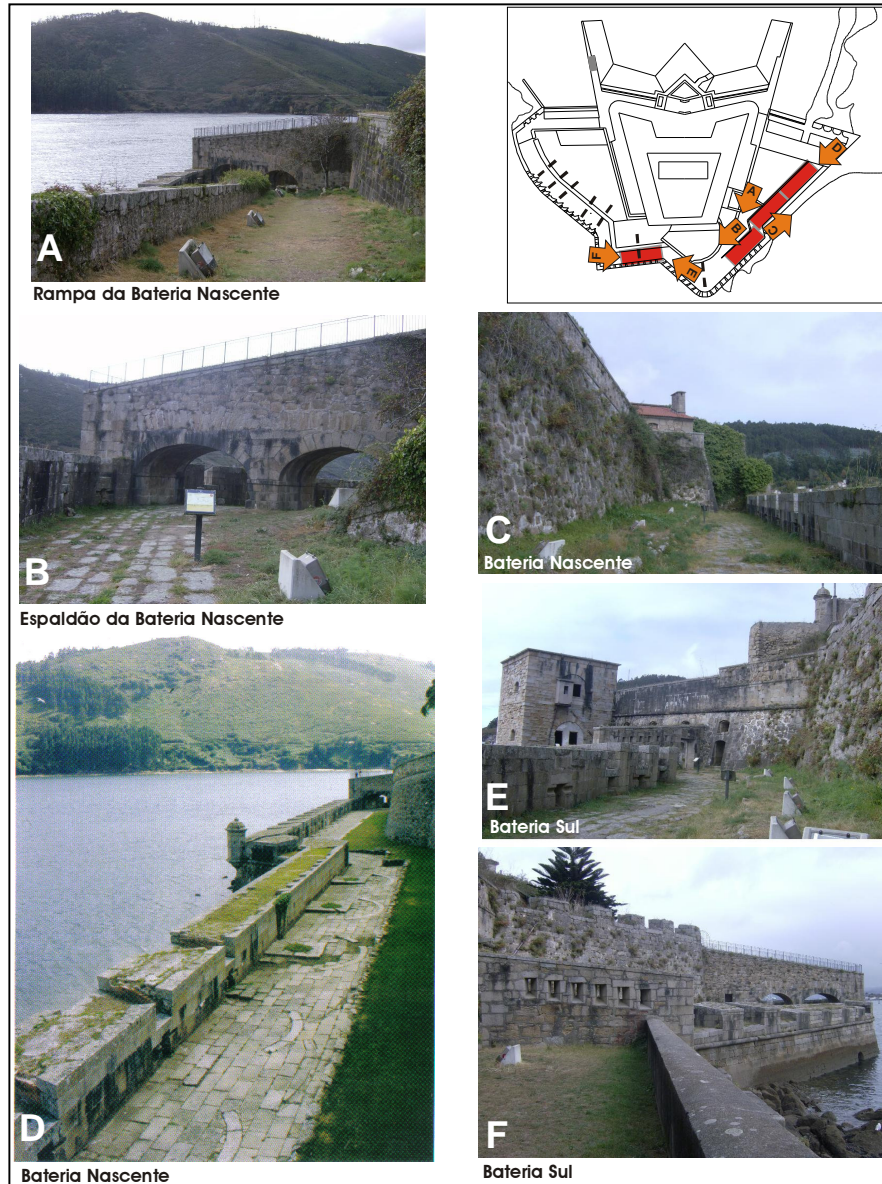 A
Rampa da Bateria Nascente
D
A
B
C
F
E
B
Espaldão da Bateria Nascente
C
Bateria Nascente
E
Bateria Sul
D
Bateria Nascente
F
Bateria Sul